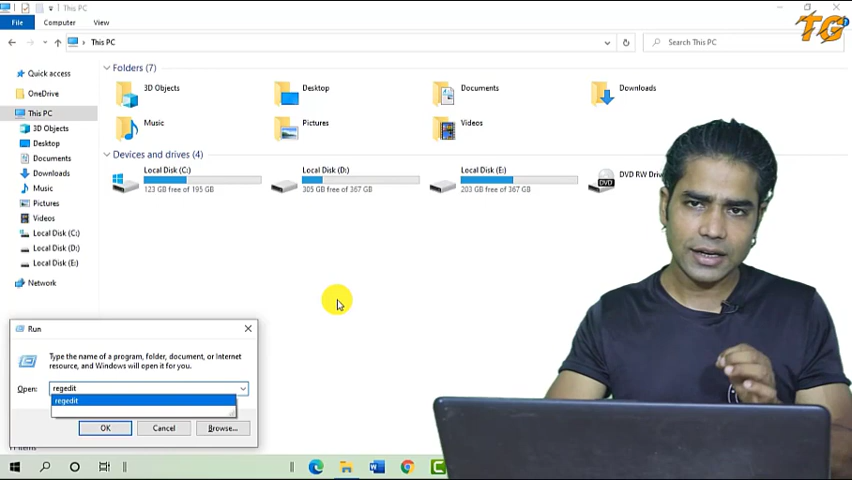 This PC
TG
File
Computer
View
This PC
Search This PC
Quick access
OneDrive
This PC
3D Objects
Desktop
Documents
Downloads
Music
Pictures
Videos
Local Disk (C:)
Local Disk (D:)
Local Disk (E:)
Network
Folders (7)
3D Objects
Desktop
Documents
Downloads
Music
Pictures
Videos
Devices and drives (4)
Local Disk (C:)
123 GB free of 195 GB
Local Disk (D:)
305 GB free of 367 GB
Local Disk (E:)
203 GB free of 367 GB
DVD RW Driv
DVD
Run
Type the name of a program, folder, document, or Internet
resource, and Windows will open it for you.
Open:
regedit
regedit
OK
Cancel
Browse...